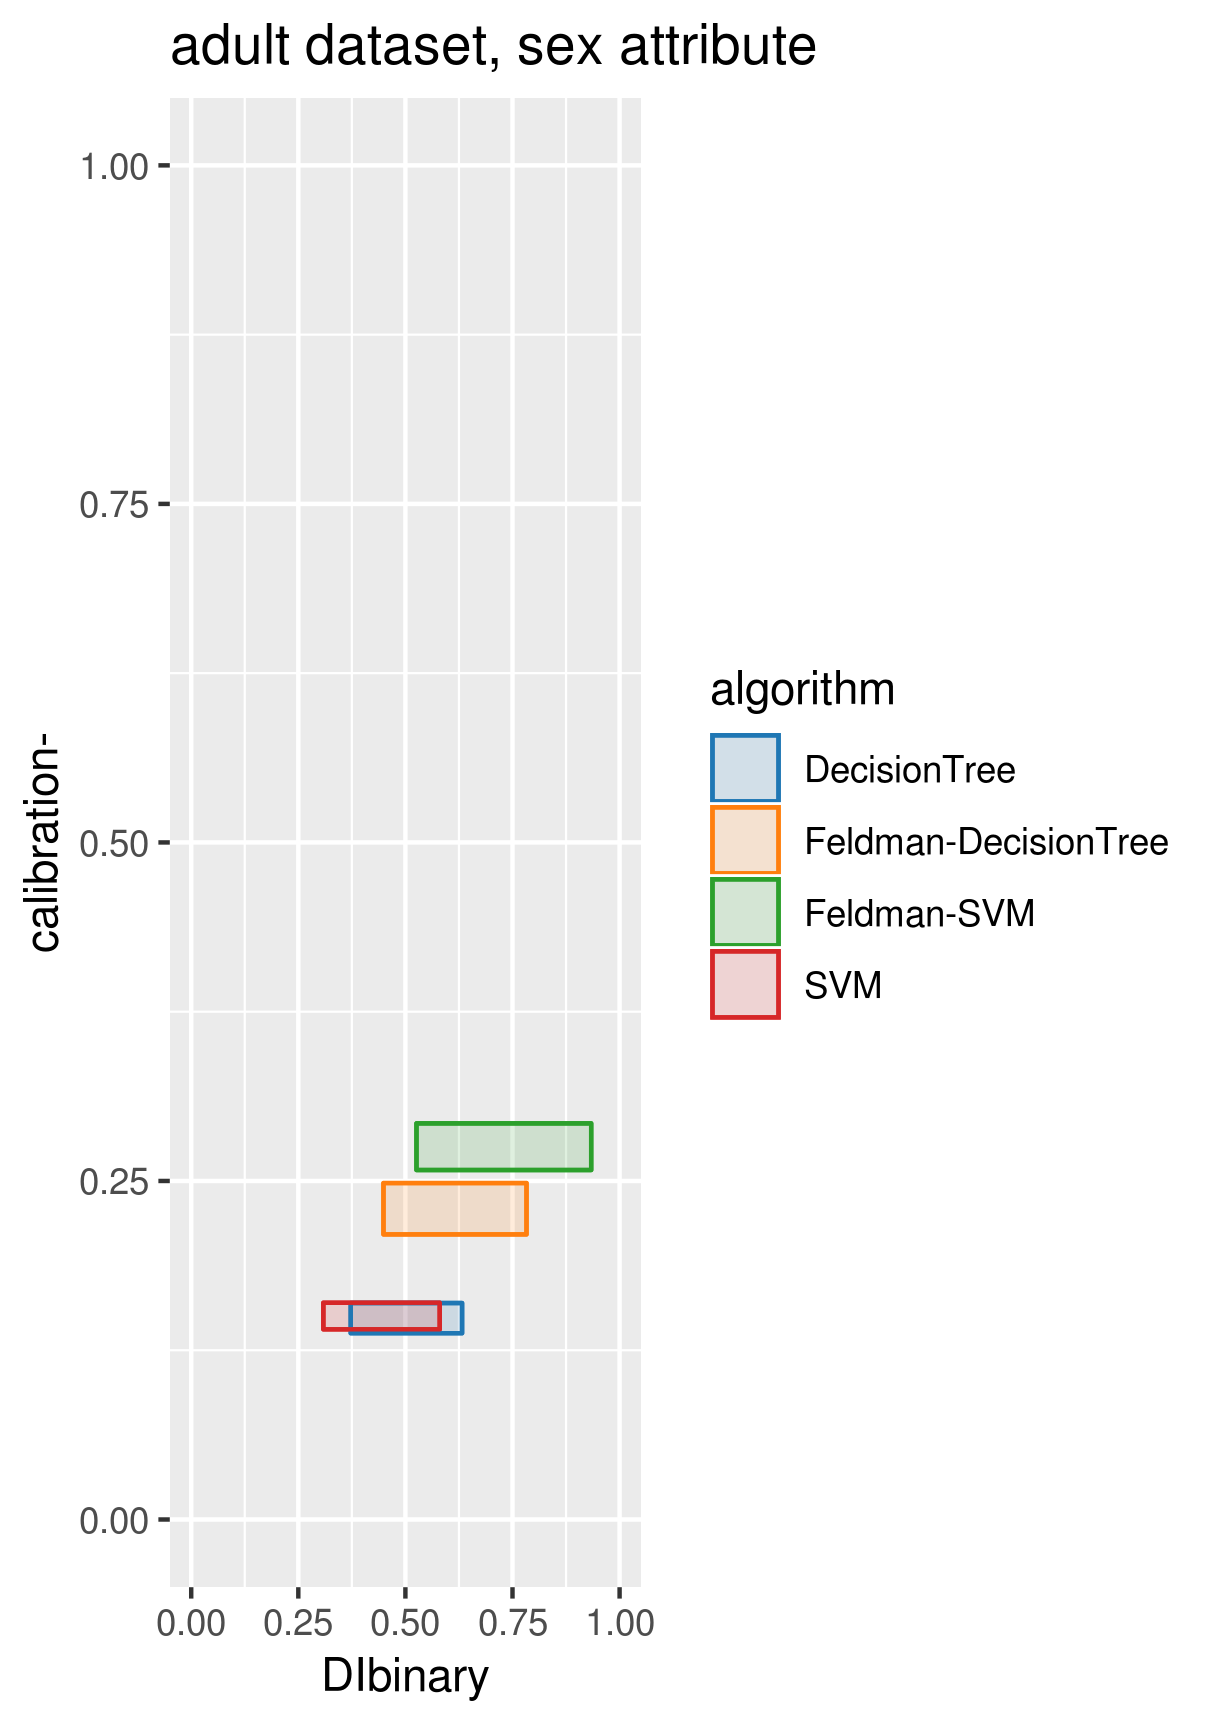 adult dataset, sex attribute
1.00
0.75
0.50
0.25
0.00
calibration-
0.00 0.25 0.50 0.75 1.00
DIbinary
algorithm
DecisionTree
Feldman-DecisionTree
Feldman-SVM
SVM